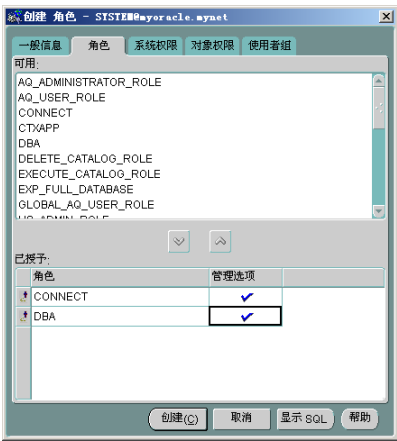 创建 角色 - SYSTEM@myoracle.mynet
一般信息 角色 系统权限 对象权限 使用者组
可用:
AQ_ADMINISTRATOR_ROLE
AQ_USER_ROLE
CONNECT
CTXAPP
DBA
DELETE_CATALOG_ROLE
EXECUTE_CATALOG_ROLE
EXP_FULL_DATABASE
GLOBAL_AQ_USER_ROLE
已授予:
角色 管理选项
CONNECT
DBA
创建(C) 取消 显示 SQL 帮助